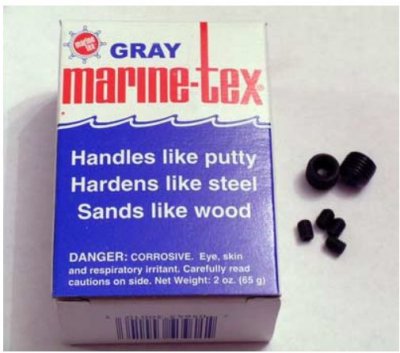 marine tex
GRAY
marine-tex®
Handles like putty
Hardens like steel
Sands like wood
DANGER: CORROSIVE. Eye, skin
and respiratory irritant. Carefully read
cautions on side. Net Weight: 2 oz. (65 g)